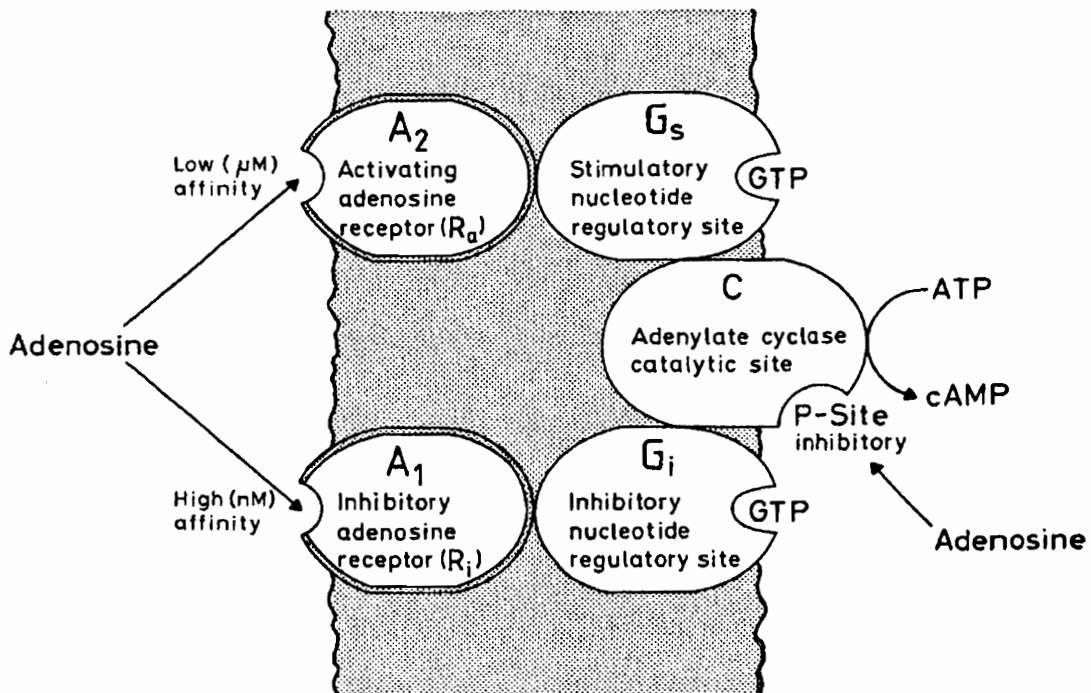 A2
Activating
adenosine
receptor (Ra)
Gs
Stimulatory
nucleotide
regulatory site
GTP
Low (μM)
affinity
C
Adenylate cyclase
catalytic site
ATP
cAMP
P-Site
inhibitory
Adenosine
High (nM)
affinity
A1
Inhibitory
adenosine
receptor (Ri)
Gi
Inhibitory
nucleotide
regulatory site
GTP
Adenosine